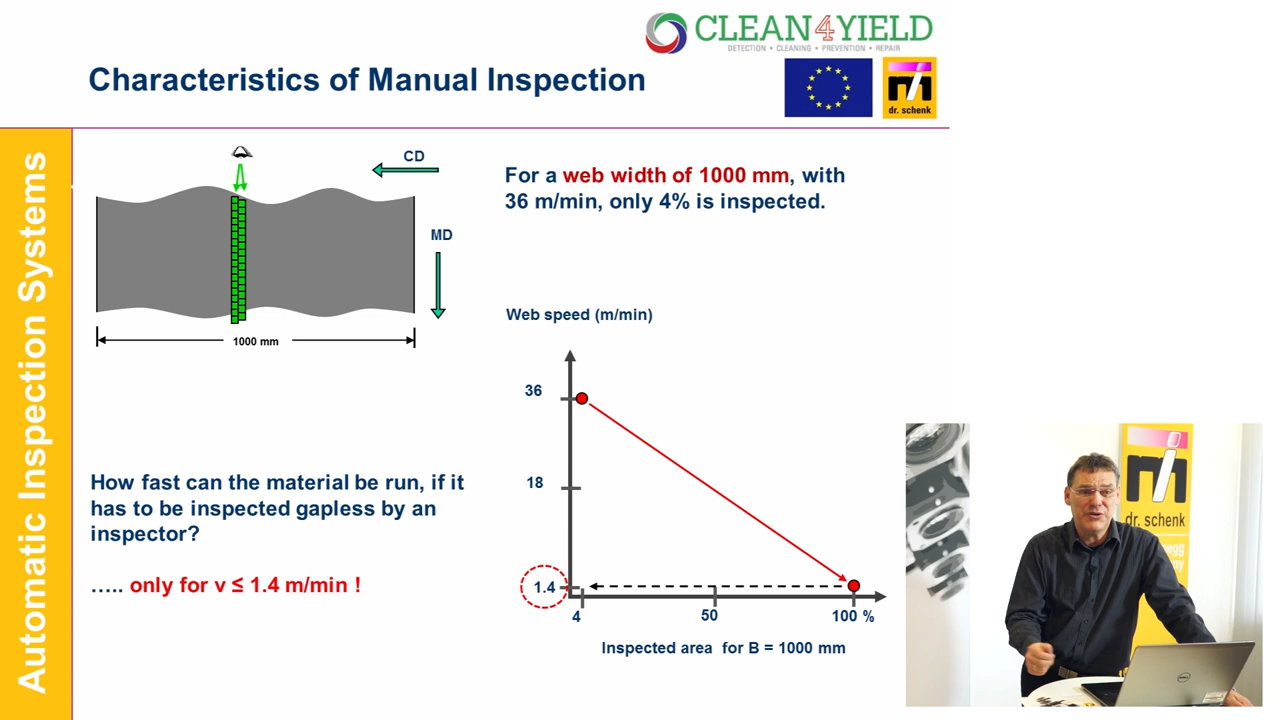 CLEAN4YIELD
DETECTION • CLEANING • PREVENTION • REPAIR
Characteristics of Manual Inspection
dr. schenk
Automatic Inspection Systems
CD
MD
1000 mm
For a web width of 1000 mm, with
36 m/min, only 4% is inspected.
How fast can the material be run, if it
has to be inspected gapless by an
inspector?
….. only for v ≤ 1.4 m/min !
Web speed (m/min)
36
18
1.4
4
50
100 %
Inspected area for B = 1000 mm
dr. schenk
DELL